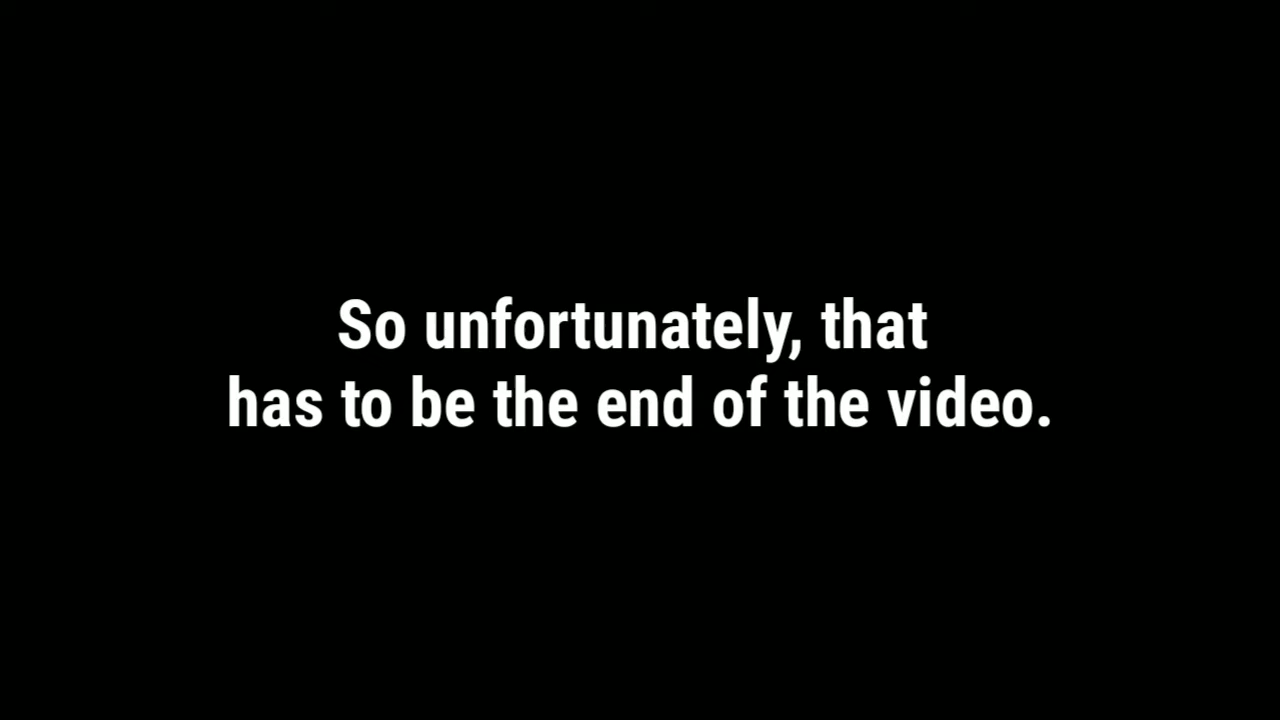 So unfortunately, that
has to be the end of the video.